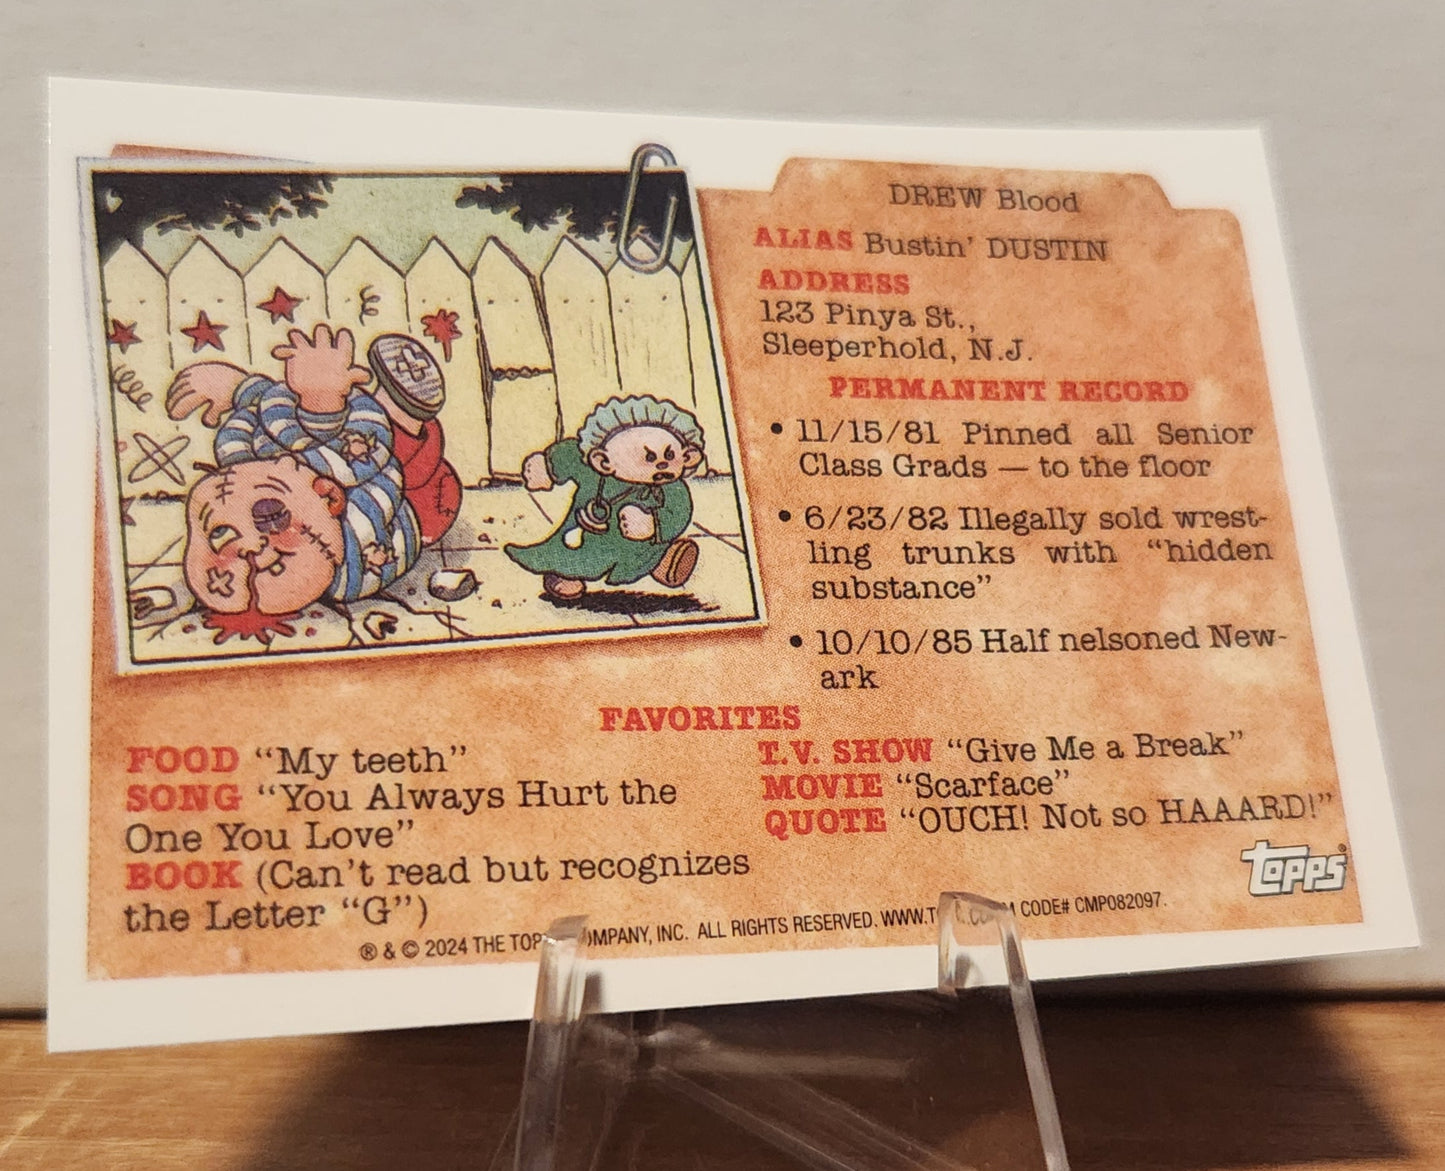 DREW Blood
ALIAS Bustin' DUSTIN
ADDRESS
123 Pinya St.,
Sleeperhold, N.J.
PERMANENT RECORD
• 11/15/81 Pinned all Senior
Class Grads — to the floor
• 6/23/82 Illegally sold wrest-
ling trunks with "hidden
substance"
• 10/10/85 Half nelsoned New-
ark
FAVORITES
FOOD "My teeth"
SONG "You Always Hurt the
One You Love"
BOOK (Can't read but recognizes
the Letter "G")
T.V. SHOW "Give Me a Break"
MOVIE "Scarface"
QUOTE "OUCH! Not so HAAARD!"
topps®
® & © 2024 THE COMPANY, INC. ALL RIGHTS RESERVED. CODE# CMP082097.